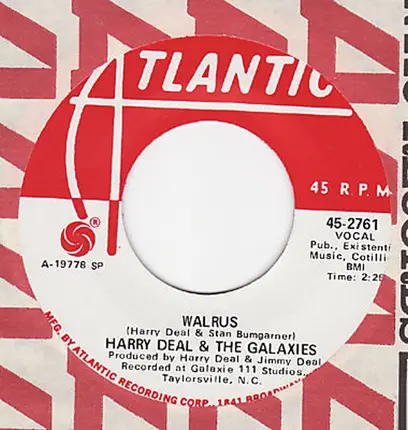 ATLANTIC
45 R.P.M
®
45-2761
VOCAL
Pub., Existenti
Music, Cotilli
BMI
A-19778 SP
Time: 2:25
WALRUS
(Harry Deal & Stan Bumgarner)
HARRY DEAL & THE GALAXIES
Produced by Harry Deal & Jimmy Deal
Recorded at Galaxie 111 Studios,
Taylorsville, N.C.
MFG. BY ATLANTIC RECORDING CORP., 1841 BROADWAY